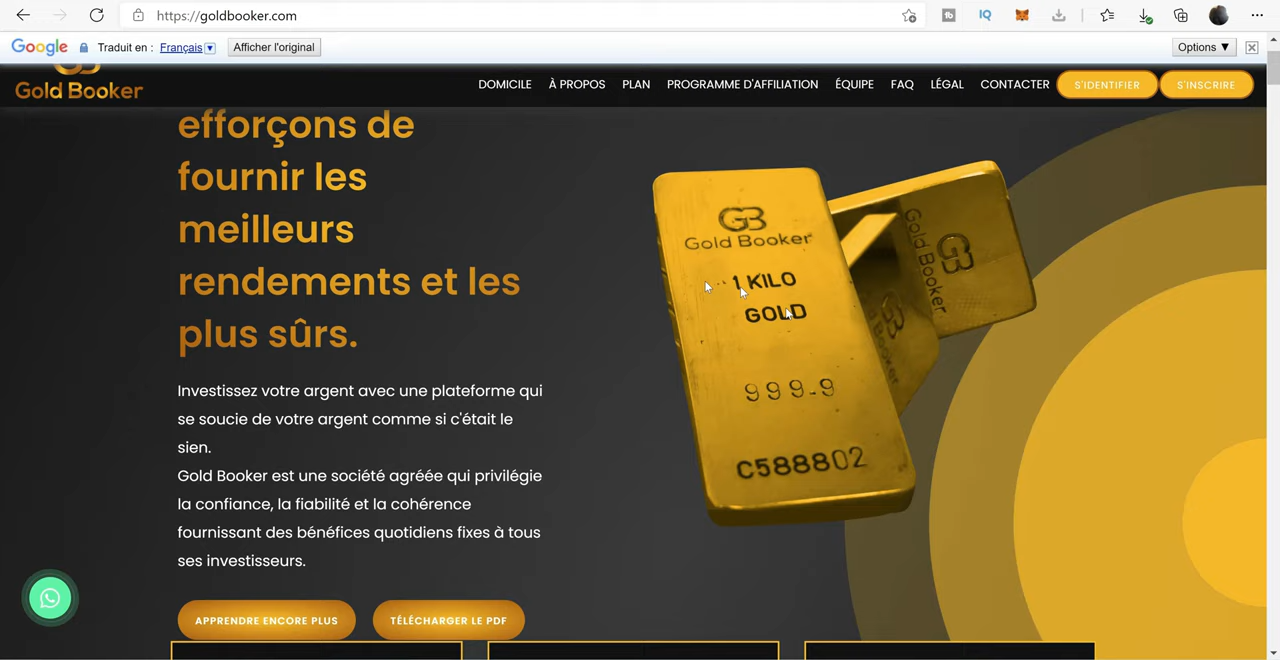 https://goldbooker.com
Google Traduit en : Français Afficher l'original Options ▼
Gold Booker
DOMICILE À PROPOS PLAN PROGRAMME D'AFFILIATION ÉQUIPE FAQ LÉGAL CONTACTER S'IDENTIFIER S'INSCRIRE
efforçons de
fournir les
meilleurs
rendements et les
plus sûrs.
Investissez votre argent avec une plateforme qui
se soucie de votre argent comme si c'était le
sien.
Gold Booker est une société agréée qui privilégie
la confiance, la fiabilité et la cohérence
fournissant des bénéfices quotidiens fixes à tous
ses investisseurs.
APPRENDRE ENCORE PLUS TÉLÉCHARGER LE PDF
GB
Gold Booker
1 KILO
GOLD
999.9
C588802
GB
Gold Booker